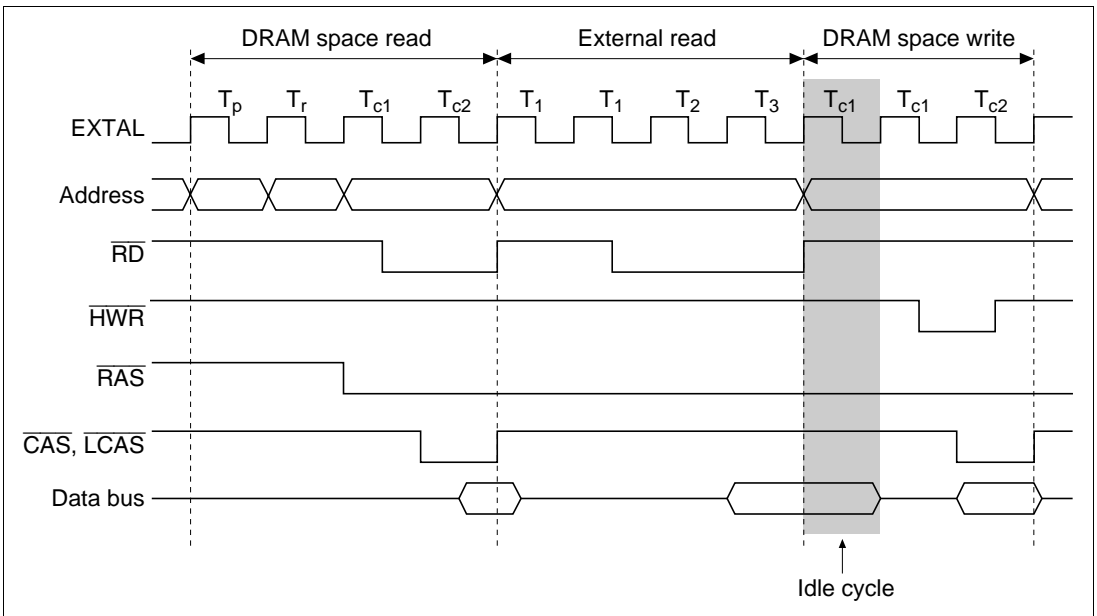 DRAM space read External read DRAM space write
Tp Tr Tc1 Tc2 T1 T1 T2 T3 Tc1 Tc1 Tc2
EXTAL
Address
RD
HWR
RAS
CAS, LCAS
Data bus
Idle cycle